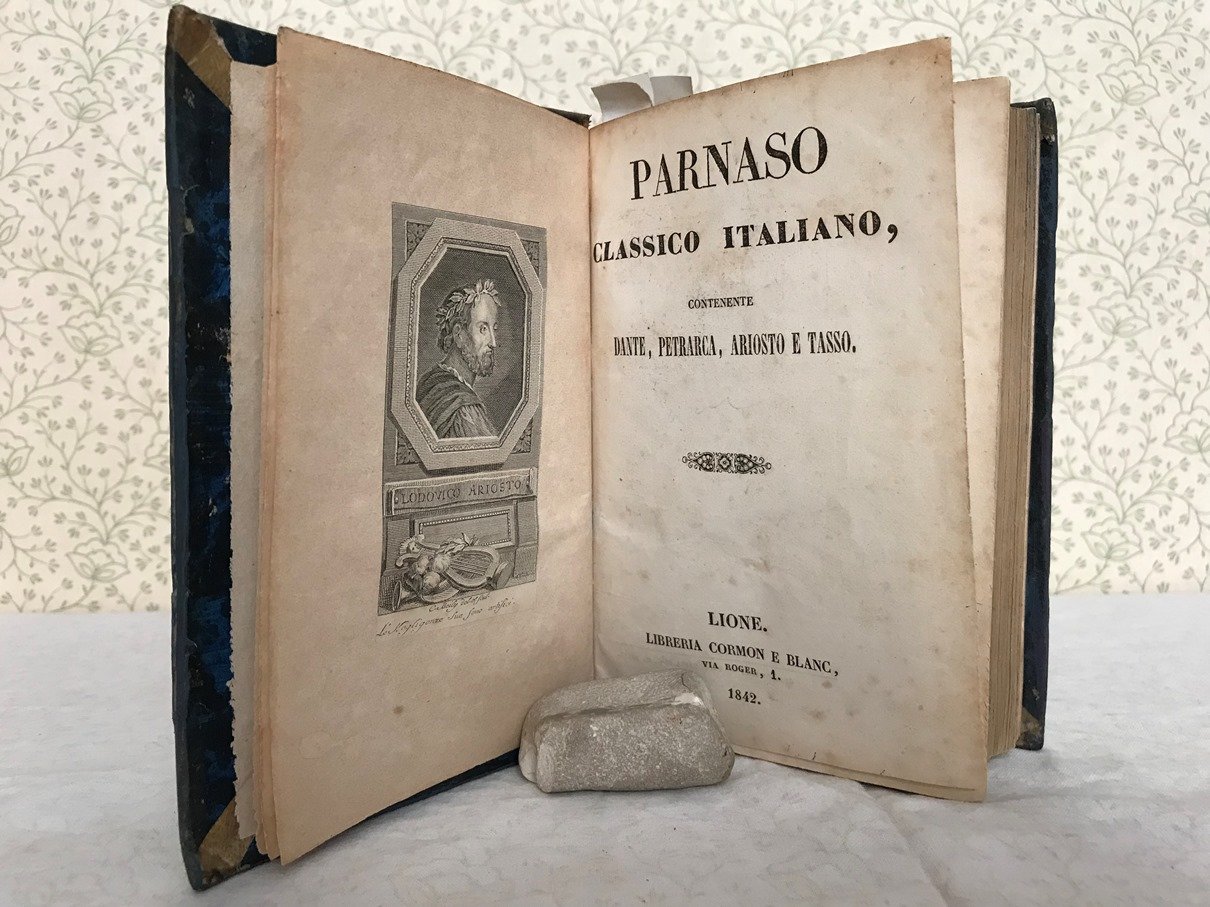 LODOVICO ARIOSTO
PARNASO
CLASSICO ITALIANO,
CONTENENTE
DANTE, PETRARCA, ARIOSTO E TASSO.
LIONE.
LIBRERIA CORMON E BLANC,
VIA ROGER, 1.
1842.